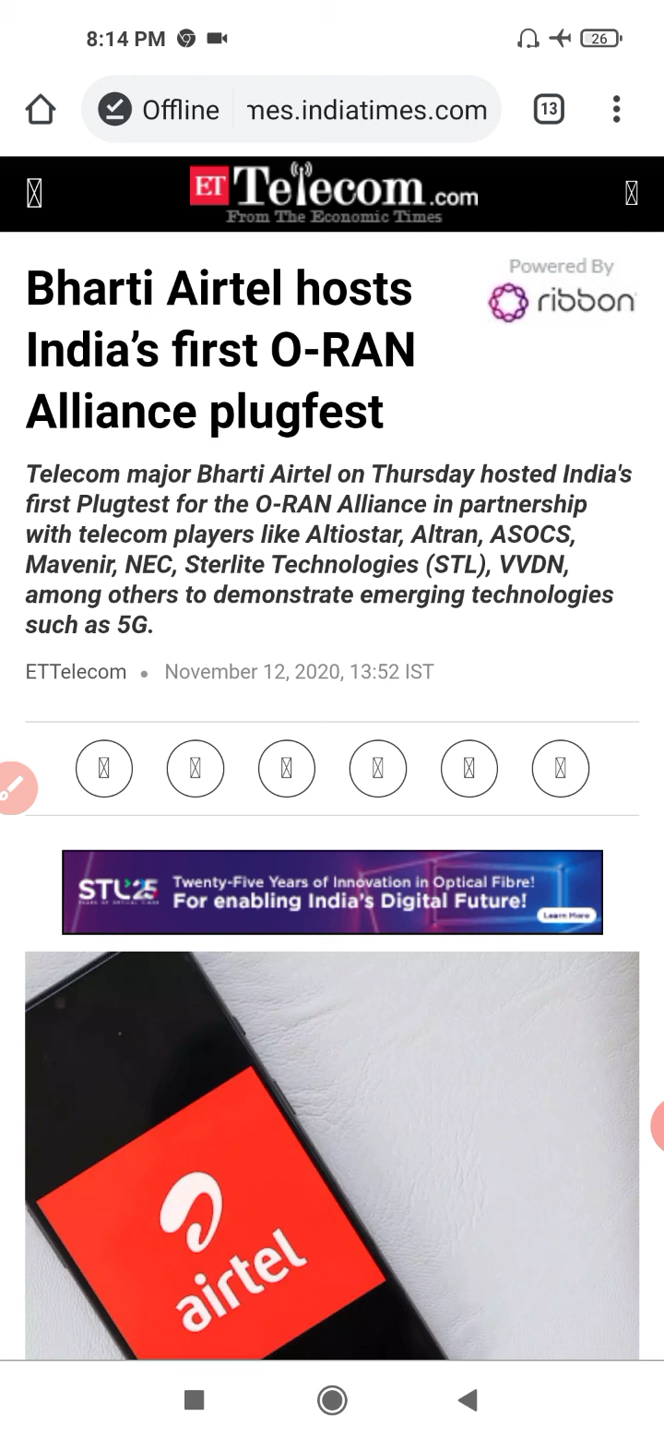 8:14 PM
26
Offline
mes.indiatimes.com
13
ET Telecom.com
From The Economic Times
Powered By
ribbon
Bharti Airtel hosts
India’s first O-RAN
Alliance plugfest
Telecom major Bharti Airtel on Thursday hosted India's
first Plugtest for the O-RAN Alliance in partnership
with telecom players like Altiostar, Altran, ASOCS,
Mavenir, NEC, Sterlite Technologies (STL), VVDN,
among others to demonstrate emerging technologies
such as 5G.
ETTelecom • November 12, 2020, 13:52 IST
STL 25
Twenty-Five Years of Innovation in Optical Fibre!
For enabling India's Digital Future!
Learn More
airtel